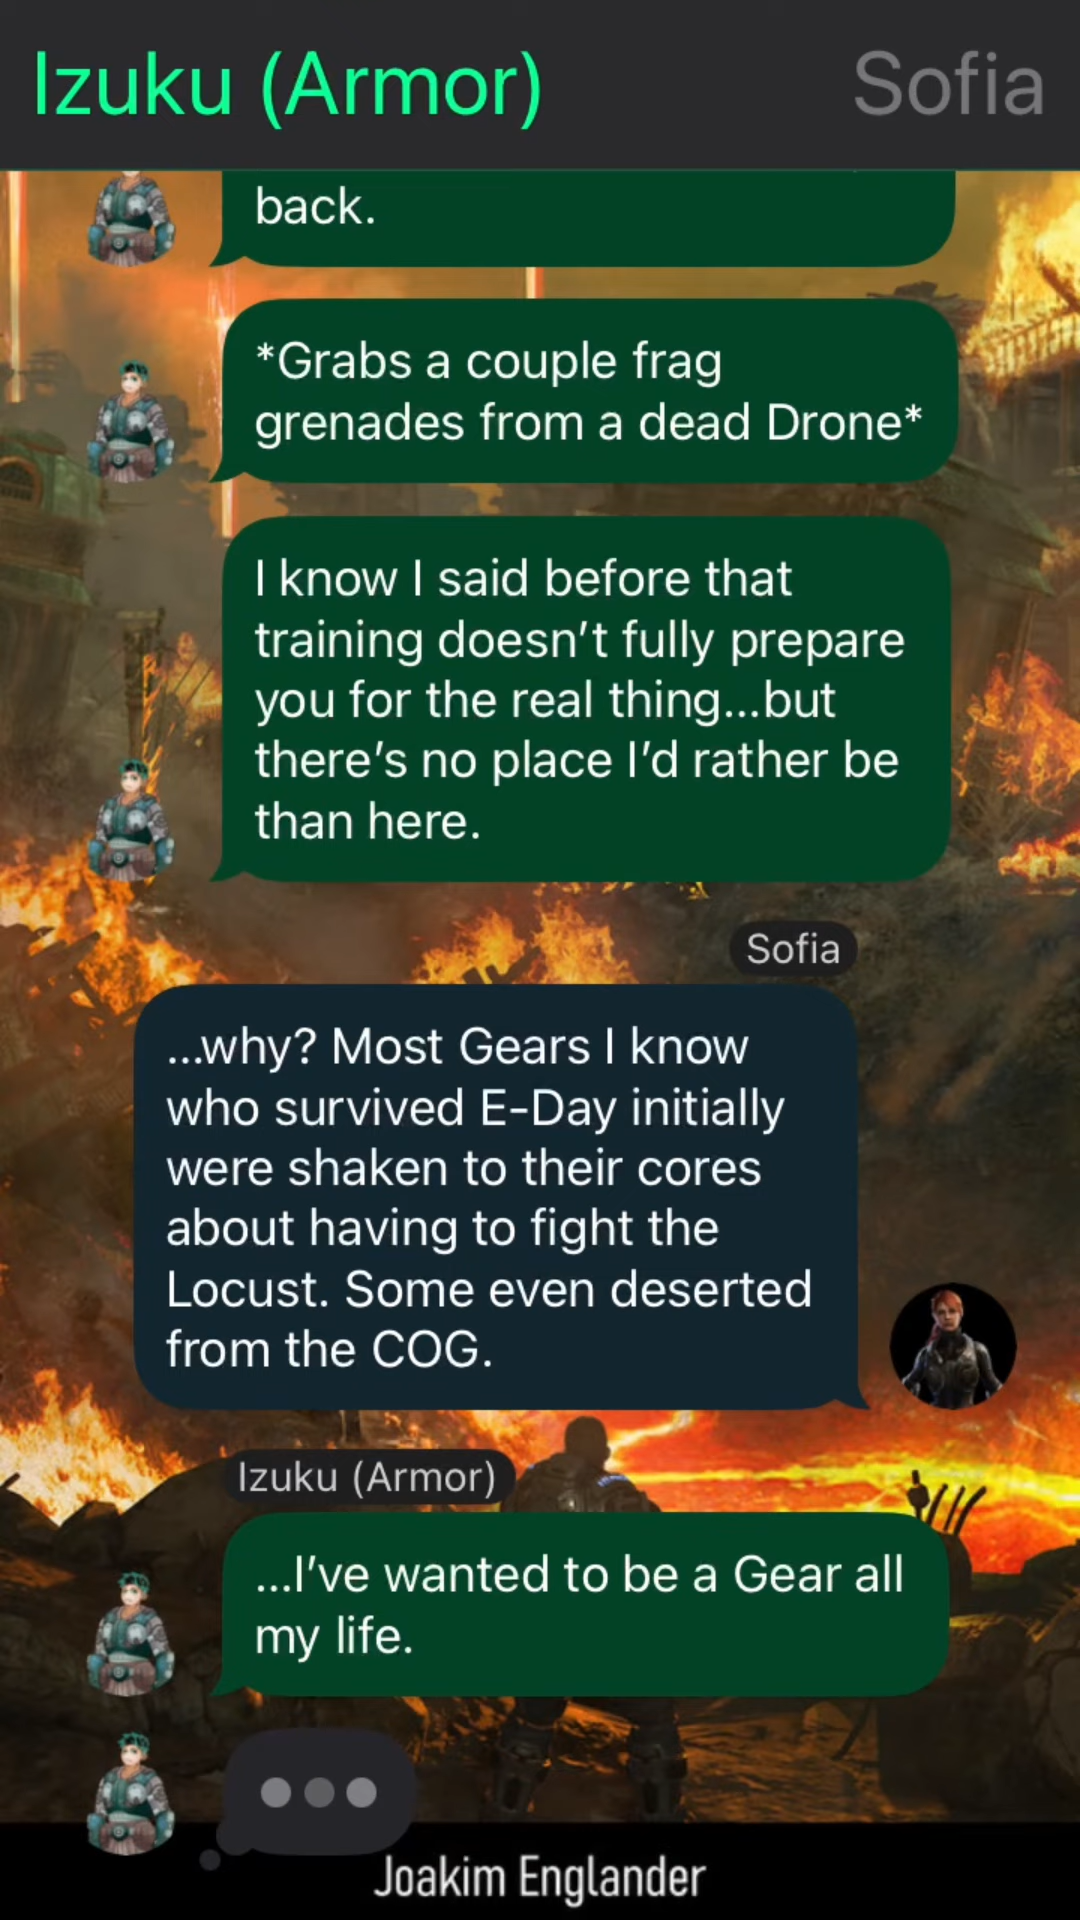 Izuku (Armor)
Sofia
back.
*Grabs a couple frag
grenades from a dead Drone*
I know I said before that
training doesn’t fully prepare
you for the real thing...but
there’s no place I’d rather be
than here.
Sofia
...why? Most Gears I know
who survived E-Day initially
were shaken to their cores
about having to fight the
Locust. Some even deserted
from the COG.
Izuku (Armor)
...I’ve wanted to be a Gear all
my life.
Joakim Englander